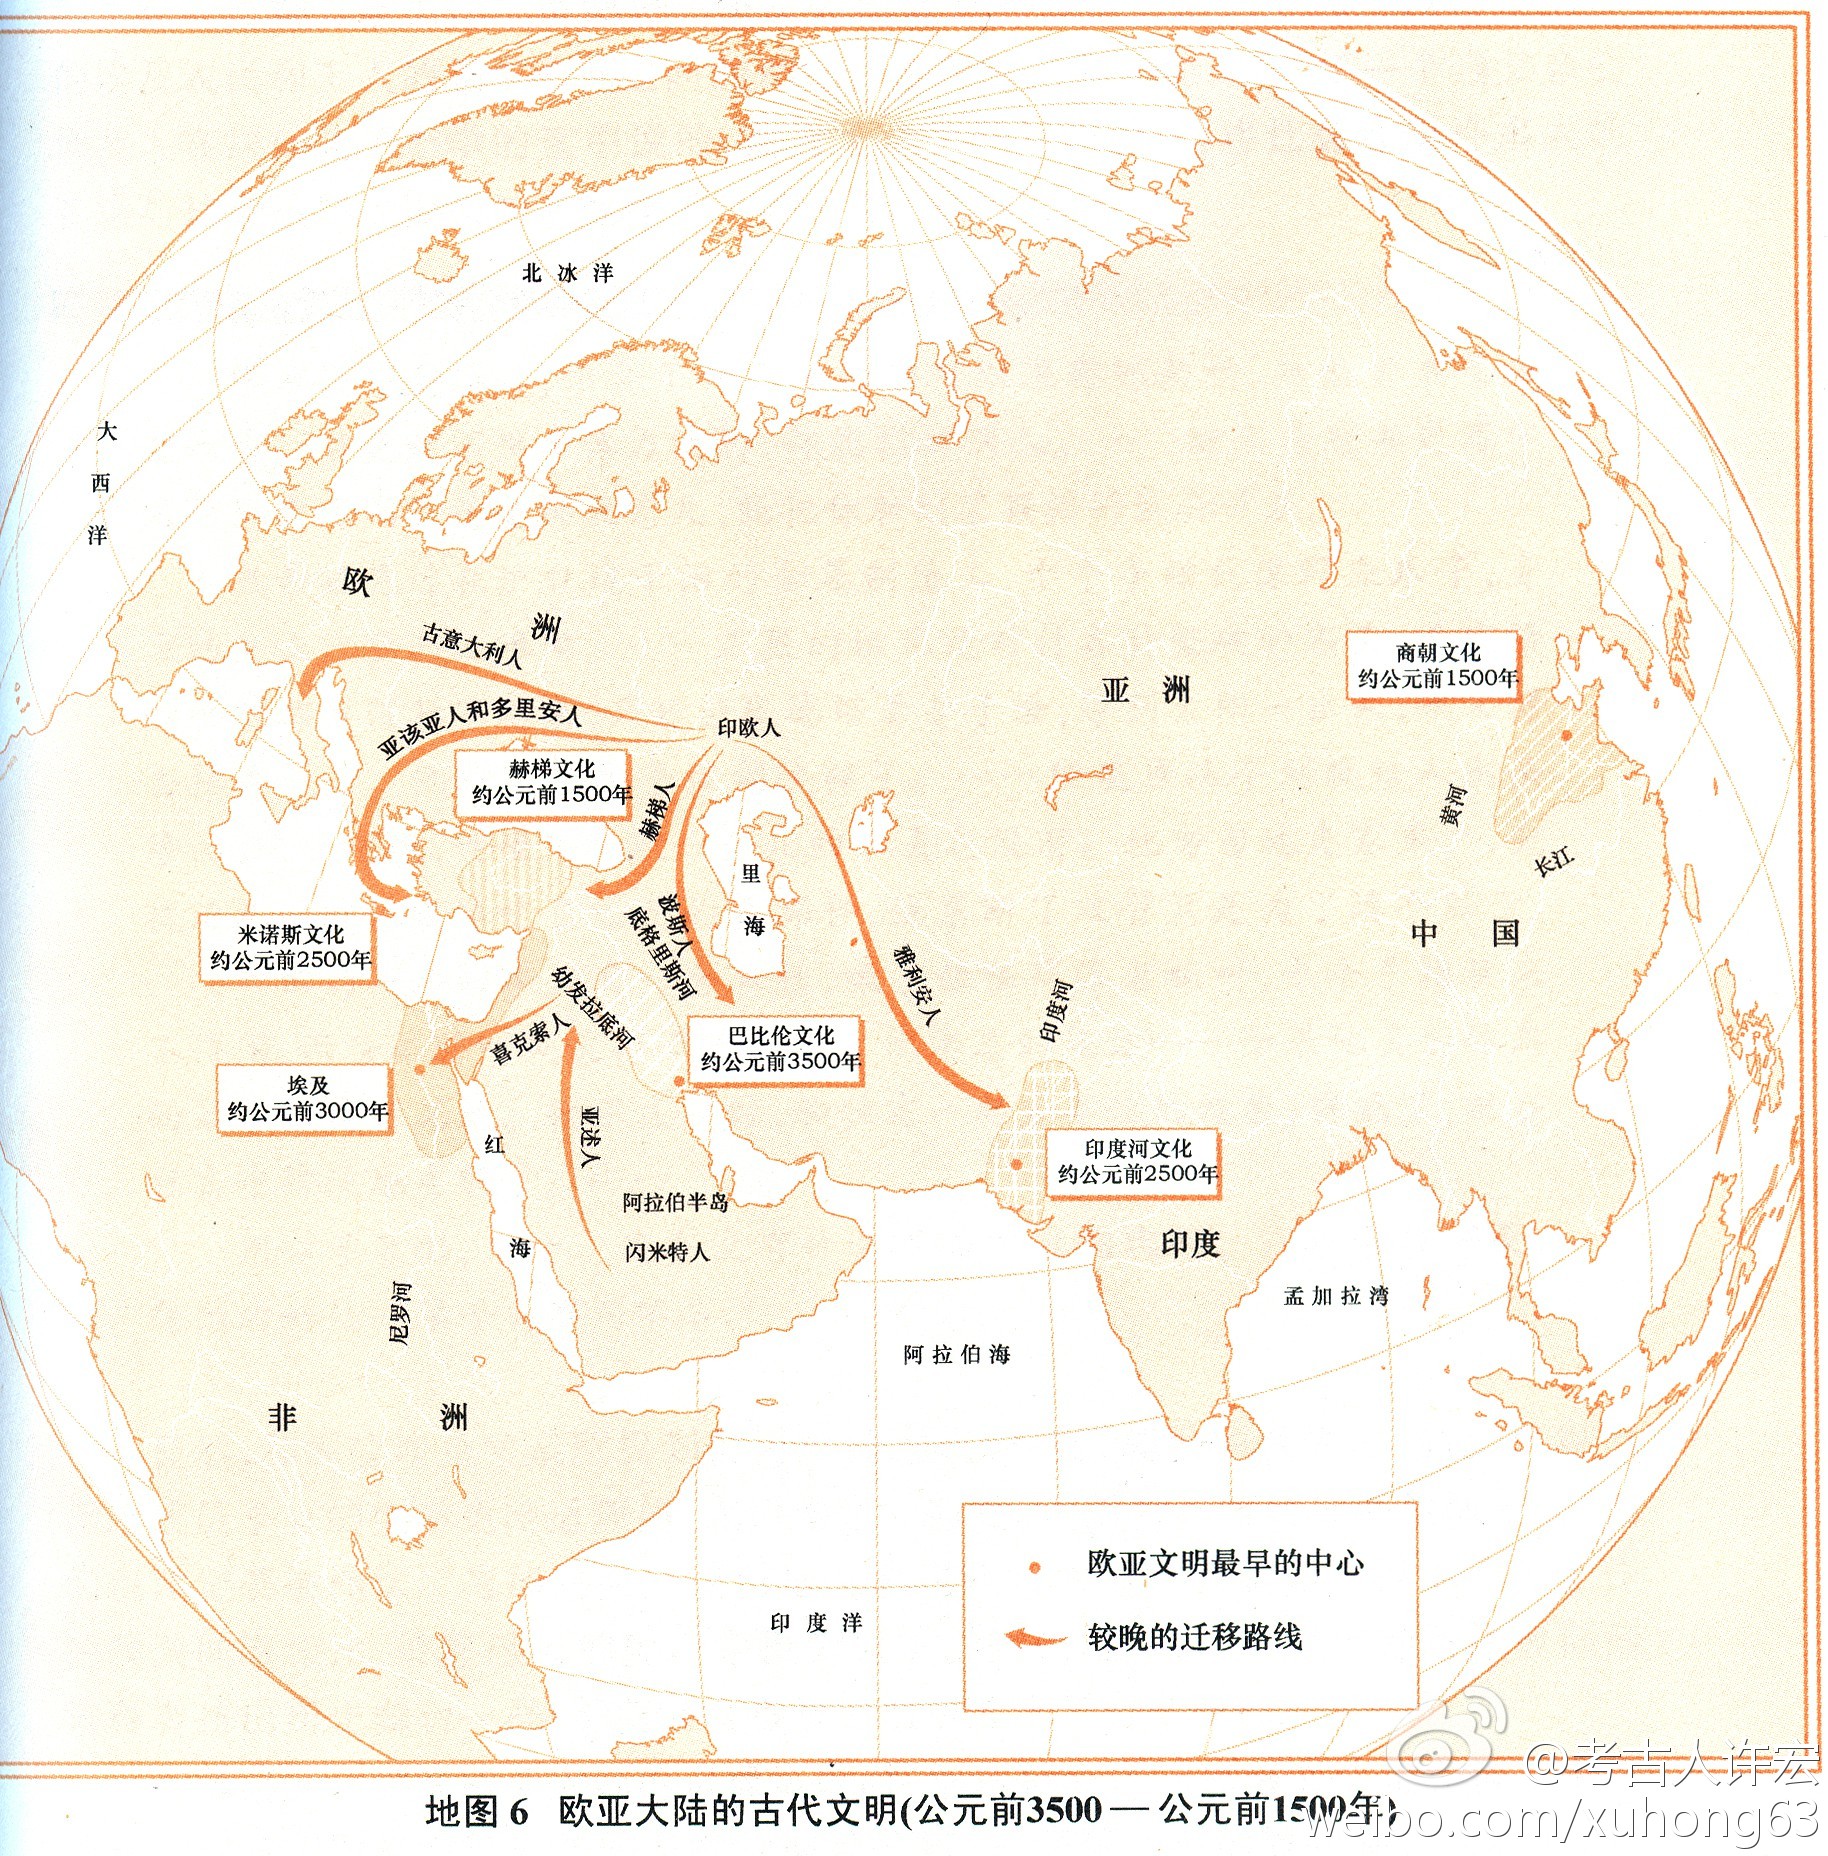 北冰洋
大西洋
欧洲
古意大利人
亚洲
商朝文化
约公元前1500年
亚该亚人和多里安人
印欧人
赫梯文化
约公元前1500年
赫梯人
黄河
长江
里海
米诺斯文化
约公元前2500年
波斯人
底格里斯河
中国
雅利安人
幼发拉底河
印度河
喜克索人
巴比伦文化
约公元前3500年
埃及
约公元前3000年
红海
亚述人
印度河文化
约公元前2500年
阿拉伯半岛
闪米特人
印度
尼罗河
孟加拉湾
阿拉伯海
非洲
欧亚文明最早的中心
印度洋
较晚的迁移路线
@考古人许宏
地图6 欧亚大陆的古代文明(公元前3500—公元前1500年)
weibo.com/xuhong63